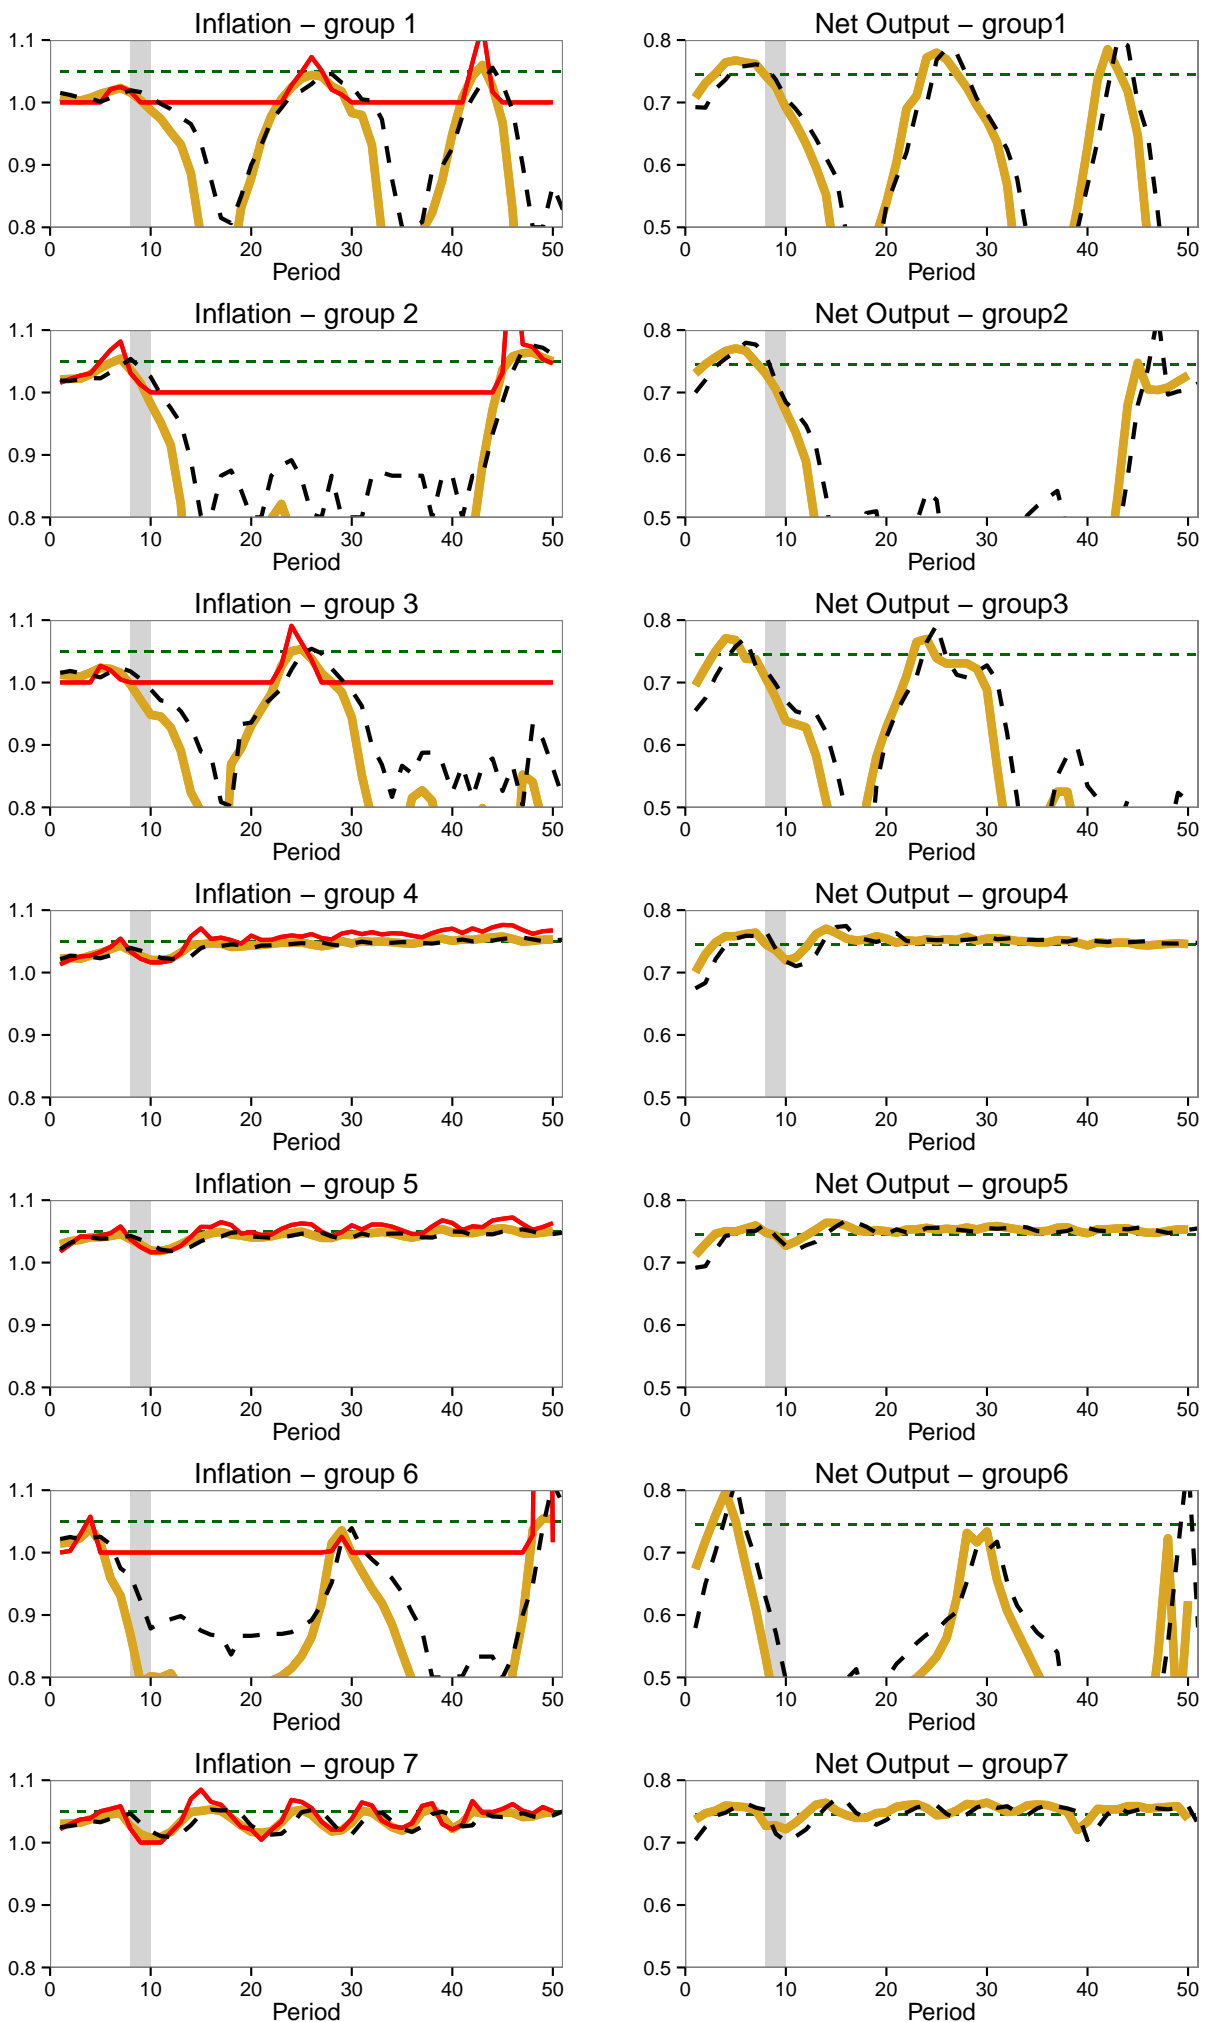 Inflation – group 1
Net Output – group1
1.1
0.8
1.0
0.7
0.9
0.6
0.8
0.5
0 10 20 30 40 50
0 10 20 30 40 50
Period
Period
Inflation – group 2
Net Output – group2
1.1
0.8
1.0
0.7
0.9
0.6
0.8
0.5
0 10 20 30 40 50
0 10 20 30 40 50
Period
Period
Inflation – group 3
Net Output – group3
1.1
0.8
1.0
0.7
0.9
0.6
0.8
0.5
0 10 20 30 40 50
0 10 20 30 40 50
Period
Period
Inflation – group 4
Net Output – group4
1.1
0.8
1.0
0.7
0.9
0.6
0.8
0.5
0 10 20 30 40 50
0 10 20 30 40 50
Period
Period
Inflation – group 5
Net Output – group5
1.1
0.8
1.0
0.7
0.9
0.6
0.8
0.5
0 10 20 30 40 50
0 10 20 30 40 50
Period
Period
Inflation – group 6
Net Output – group6
1.1
0.8
1.0
0.7
0.9
0.6
0.8
0.5
0 10 20 30 40 50
0 10 20 30 40 50
Period
Period
Inflation – group 7
Net Output – group7
1.1
0.8
1.0
0.7
0.9
0.6
0.8
0.5
0 10 20 30 40 50
0 10 20 30 40 50
Period
Period